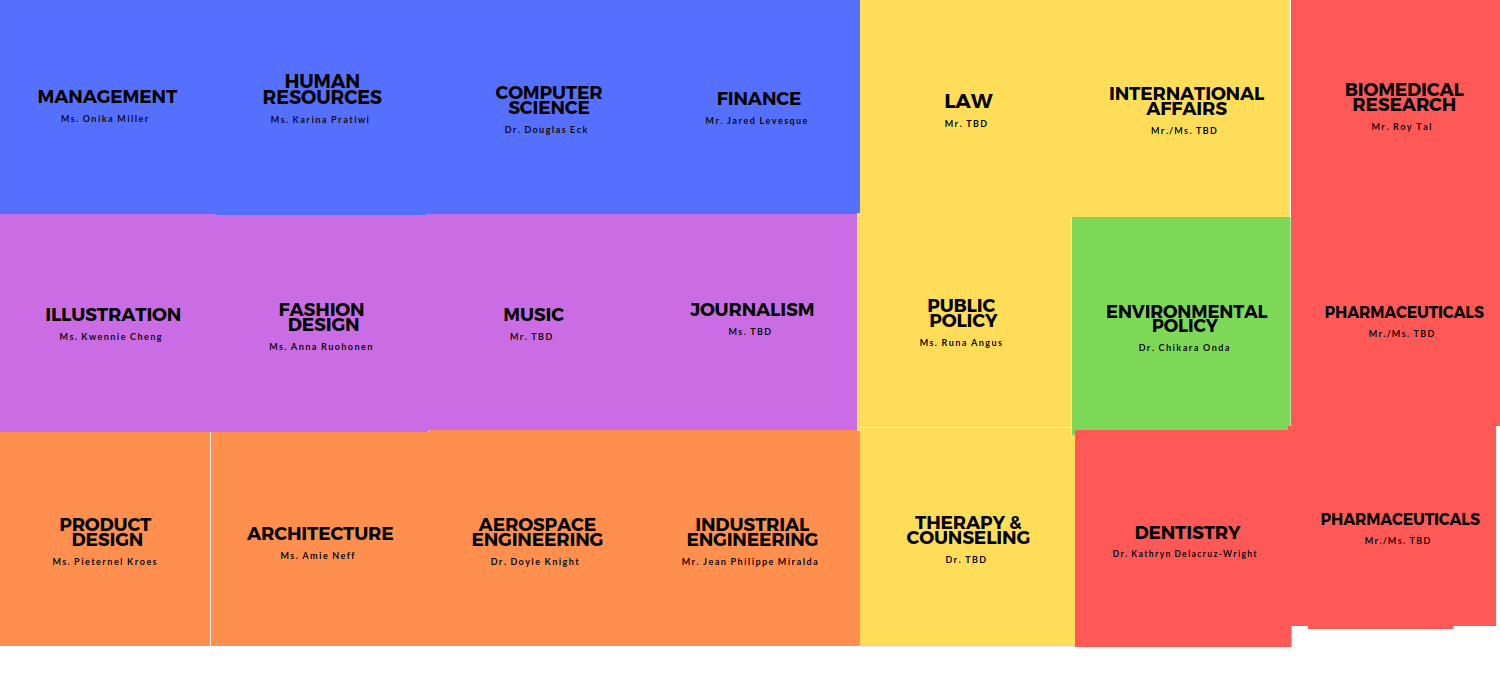 MANAGEMENT
Ms. Onika Miller
HUMAN
RESOURCES
Ms. Karina Pratiwi
COMPUTER
SCIENCE
Dr. Douglas Eck
FINANCE
Mr. Jared Levesque
LAW
Mr. TBD
INTERNATIONAL
AFFAIRS
Mr./Ms. TBD
BIOMEDICAL
RESEARCH
Mr. Roy Tal
ILLUSTRATION
Ms. Kwennie Cheng
FASHION
DESIGN
Ms. Anna Ruohonen
MUSIC
Mr. TBD
JOURNALISM
Ms. TBD
PUBLIC
POLICY
Ms. Runa Angus
ENVIRONMENTAL
POLICY
Dr. Chikara Onda
PHARMACEUTICALS
Mr./Ms. TBD
PRODUCT
DESIGN
Ms. Pieternel Kroes
ARCHITECTURE
Ms. Amie Neff
AEROSPACE
ENGINEERING
Dr. Doyle Knight
INDUSTRIAL
ENGINEERING
Mr. Jean Philippe Miralda
THERAPY &
COUNSELING
Dr. TBD
DENTISTRY
Dr. Kathryn Delacruz-Wright
PHARMACEUTICALS
Mr./Ms. TBD